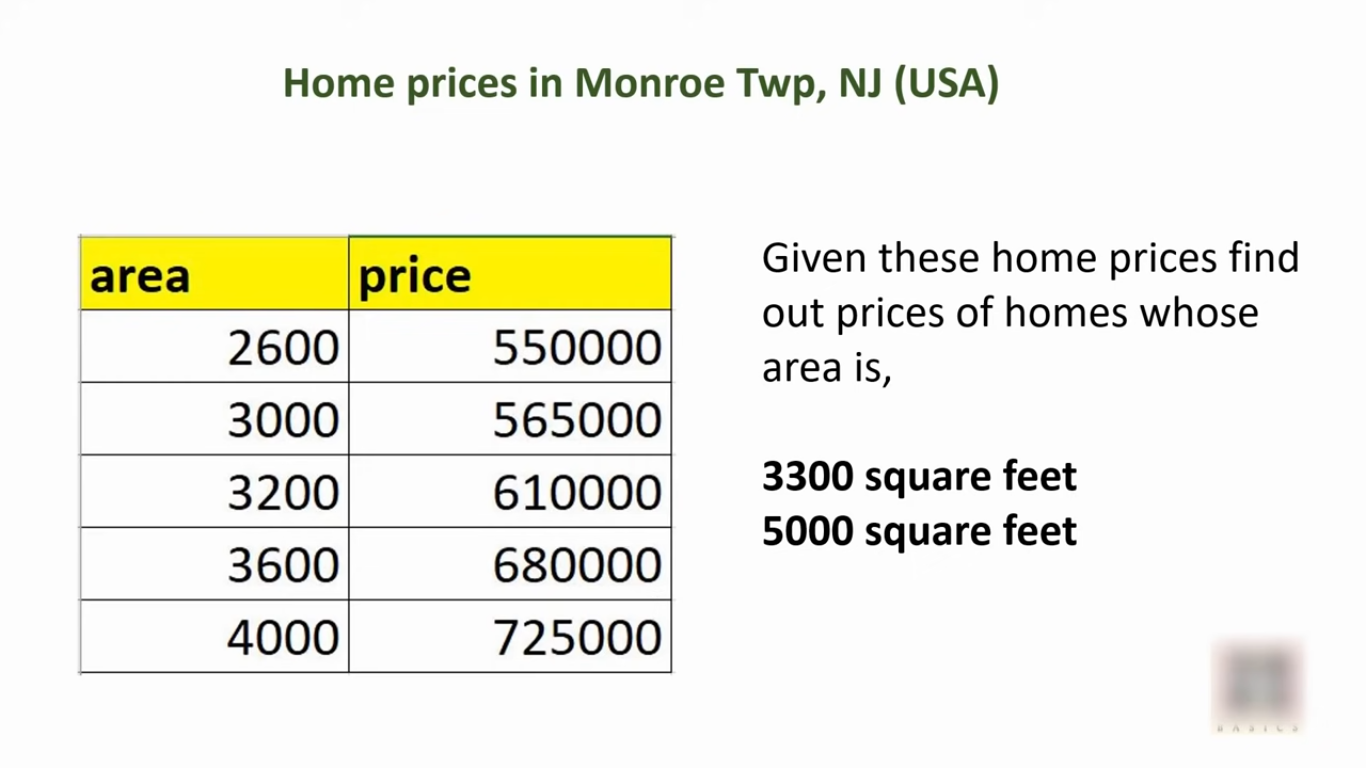 Home prices in Monroe Twp, NJ (USA)
area price
2600 550000
3000 565000
3200 610000
3600 680000
4000 725000
Given these home prices find
out prices of homes whose
area is,
3300 square feet
5000 square feet